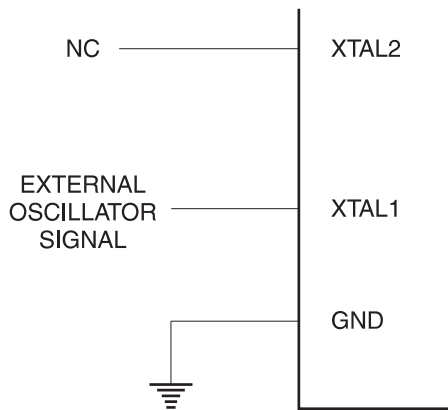 NC
XTAL2
EXTERNAL
OSCILLATOR
SIGNAL
XTAL1
GND